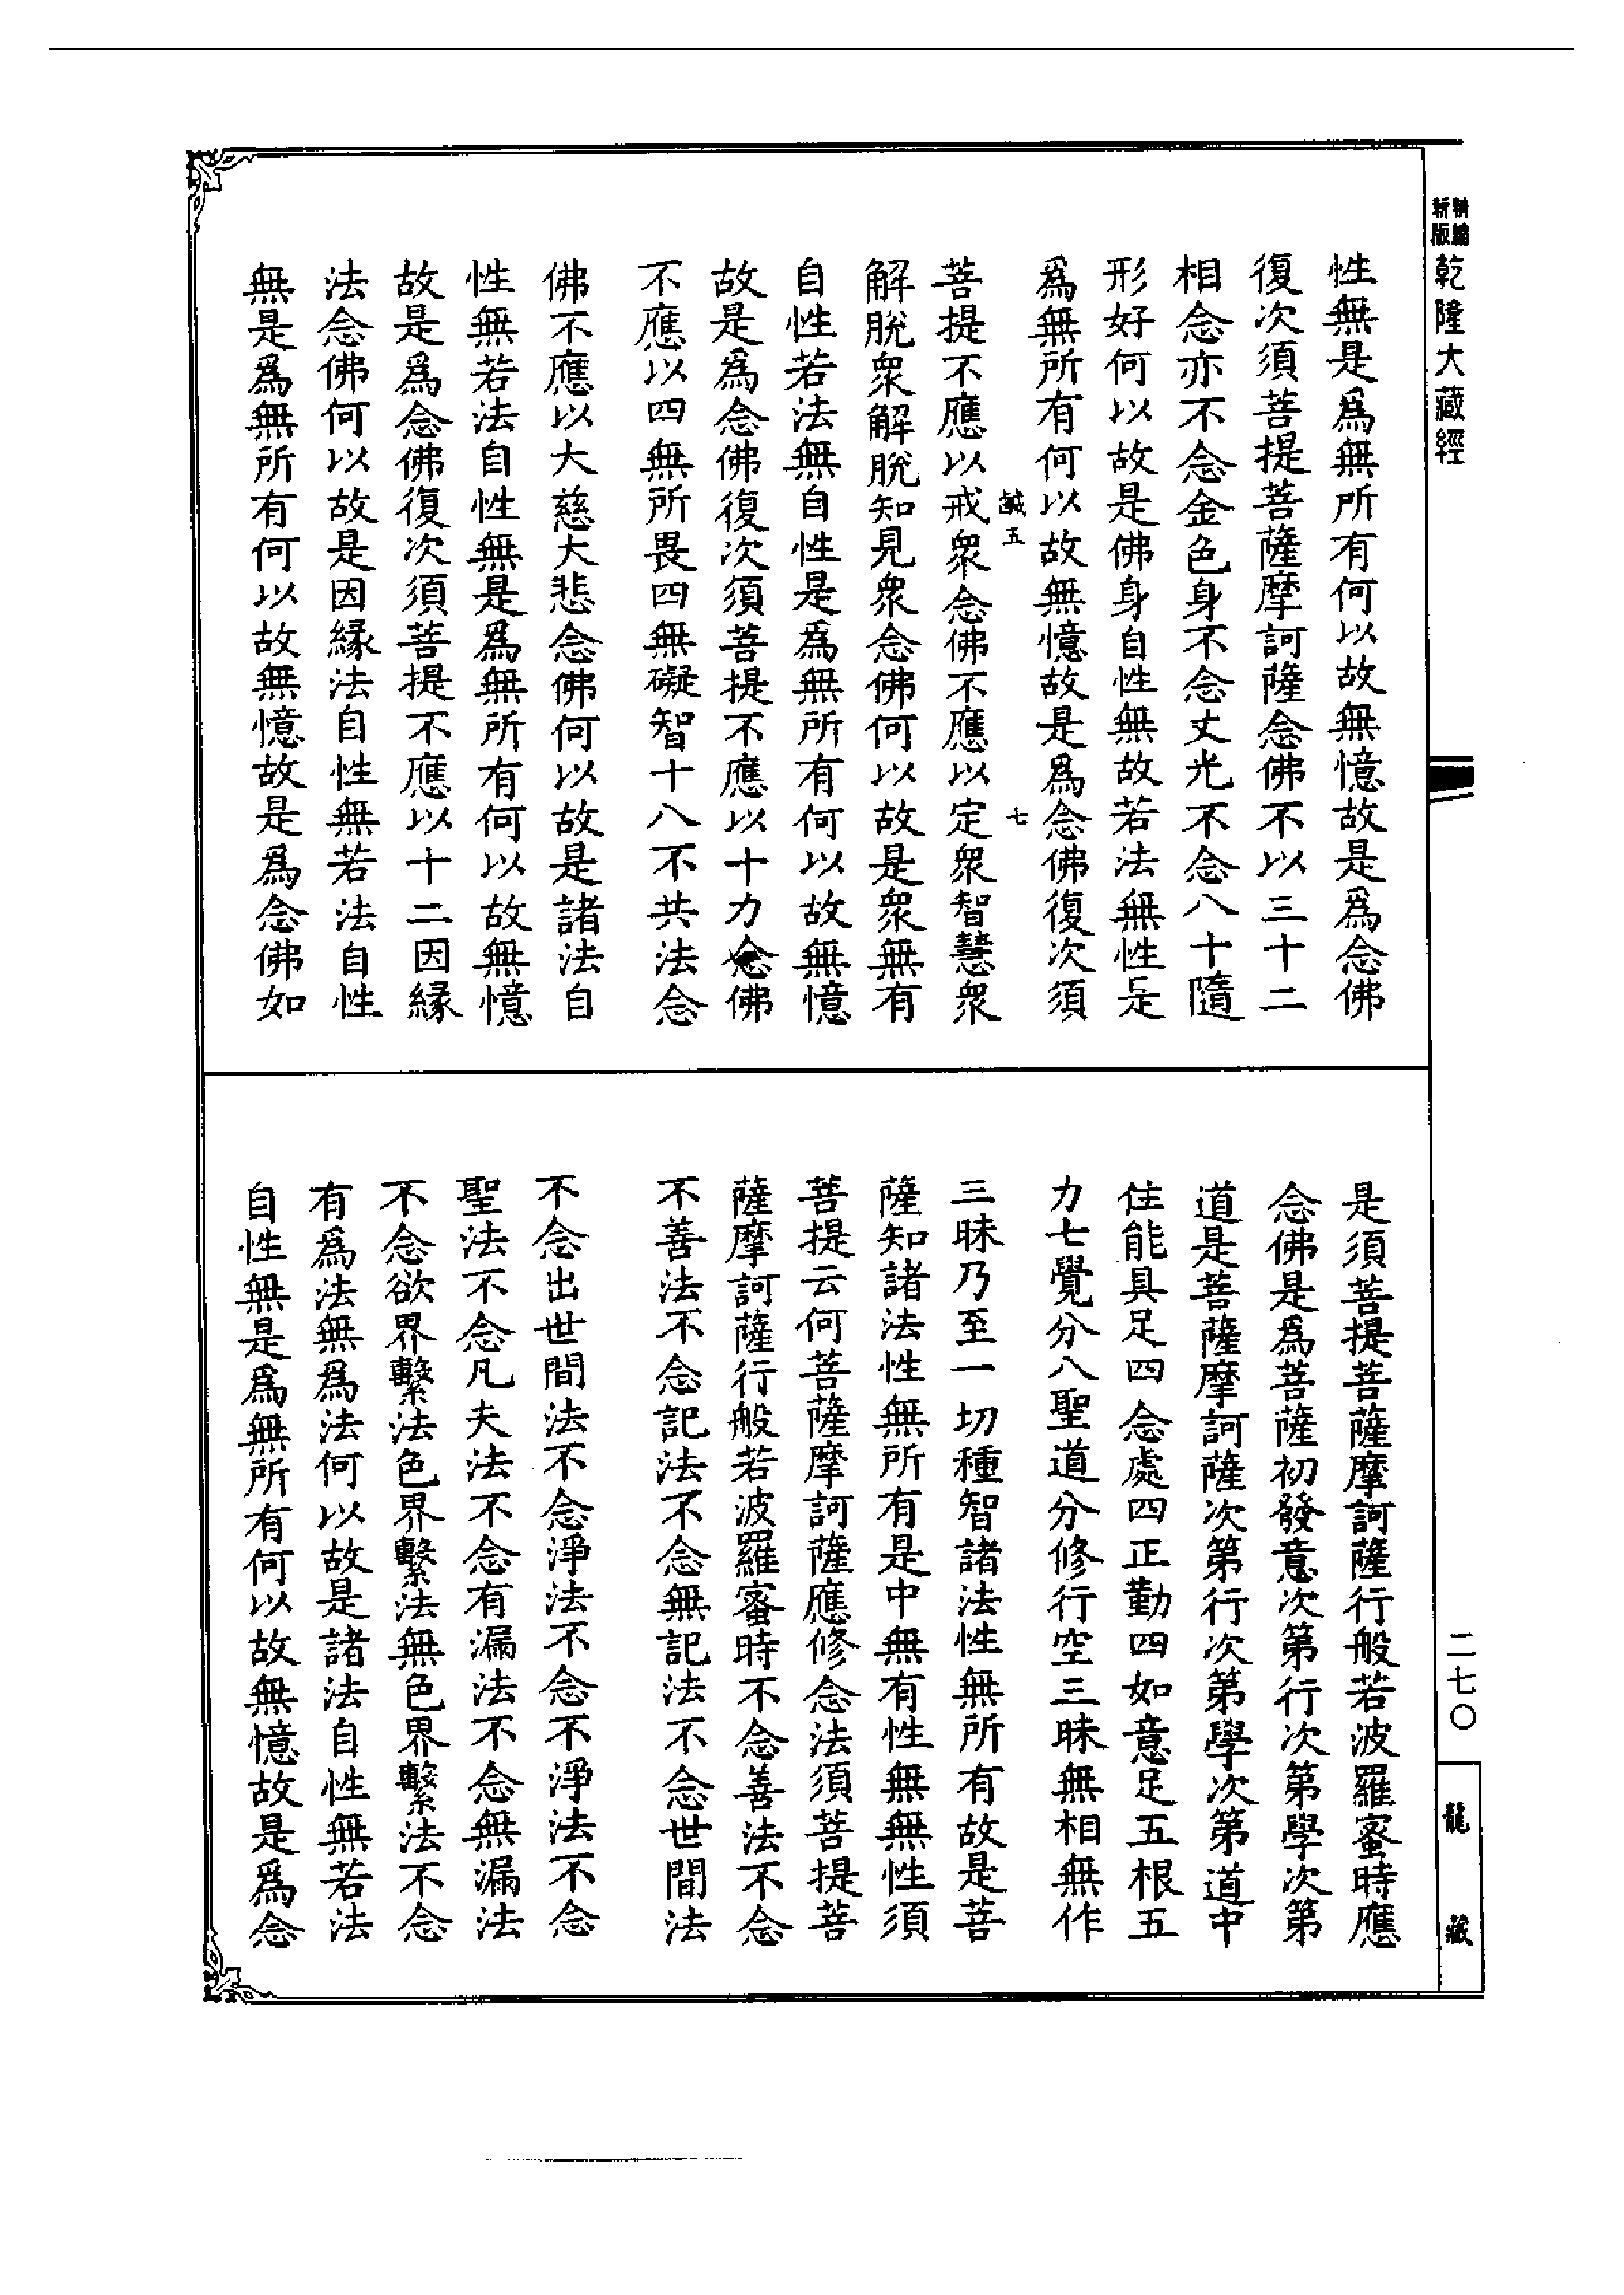 新編
精版
乾隆大藏經
性無是為無所有何以故無憶故是為念佛
復次須菩提菩薩摩訶薩念佛不以三十二
相念亦不念金色身不念丈光不念八十隨
形好何以故是佛身自性無故若法無性是
為無所有何以故無憶故是為念佛復次須
菩提不應以戒眾念佛不應以定眾智慧眾
解脫眾解脫知見眾念佛何以故是眾無有
自性若法無自性是為無所有何以故無憶
故是為念佛復次須菩提不應以十力念佛
不應以四無所畏四無礙智十八不共法念
佛不應以大慈大悲念佛何以故是諸法自
性無若法自性無是為無所有何以故無憶
故是為念佛復次須菩提不應以十二因緣
法念佛何以故是因緣法自性無若法自性
無是為無所有何以故無憶故是為念佛如
七
是須菩提菩薩摩訶薩行般若波羅蜜時應
念佛是為菩薩初發意次第行次第學次第
道是菩薩摩訶薩次第行次第學次第道中
住能具足四念處四正勤四如意足五根五
力七覺分八聖道分修行空三昧無相無作
三昧乃至一切種智諸法性無所有故是菩
薩知諸法性無所有是中無有性無無性須
菩提云何菩薩摩訶薩應修念法須菩提菩
薩摩訶薩行般若波羅蜜時不念善法不念
不善法不念記法不念無記法不念世間法
不念出世間法不念淨法不念不淨法不念
聖法不念凡夫法不念有漏法不念無漏法
不念欲界繫法色界繫法無色界繫法不念
有為法無為法何以故是諸法自性無若法
自性無是為無所有何以故無憶故是為念
二七〇
龍藏